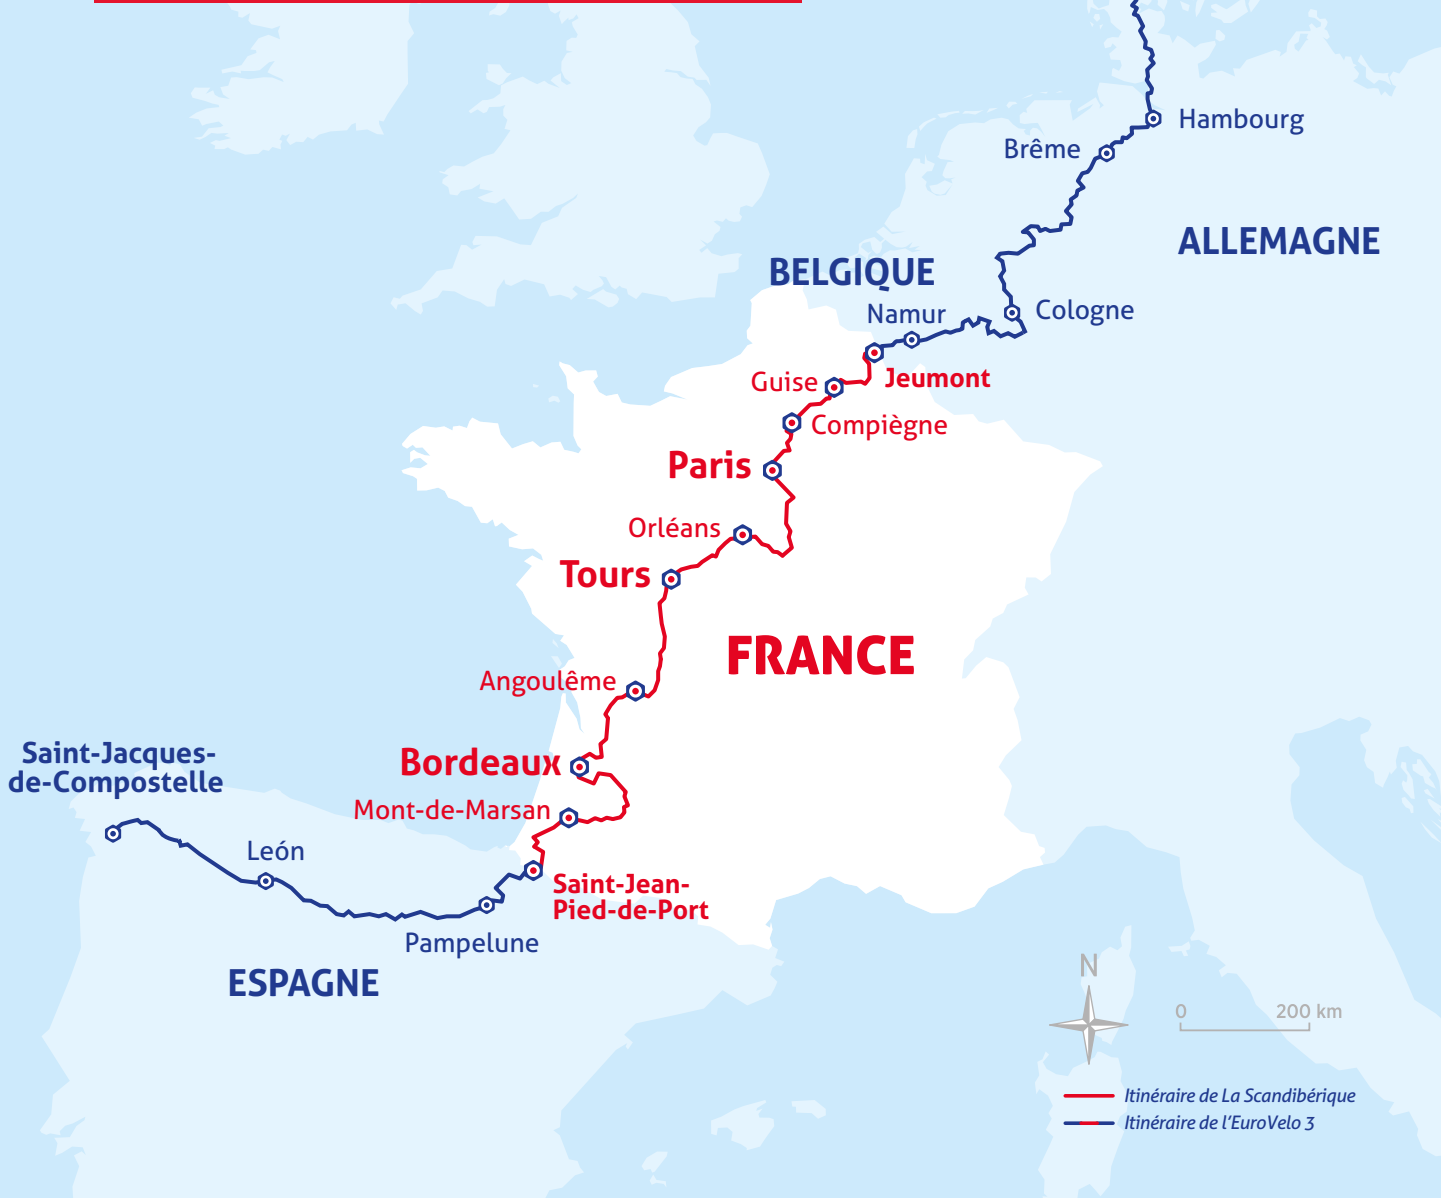 Hambourg
Brême
ALLEMAGNE
BELGIQUE
Namur
Cologne
Jeumont
Guise
Compiègne
Paris
Orléans
Tours
FRANCE
Angoulême
Bordeaux
Saint-Jacques-
de-Compostelle
Mont-de-Marsan
León
Saint-Jean-
Pied-de-Port
Pampelune
ESPAGNE
N
0 200 km
Itinéraire de La Scandibérique
Itinéraire de l'EuroVelo 3